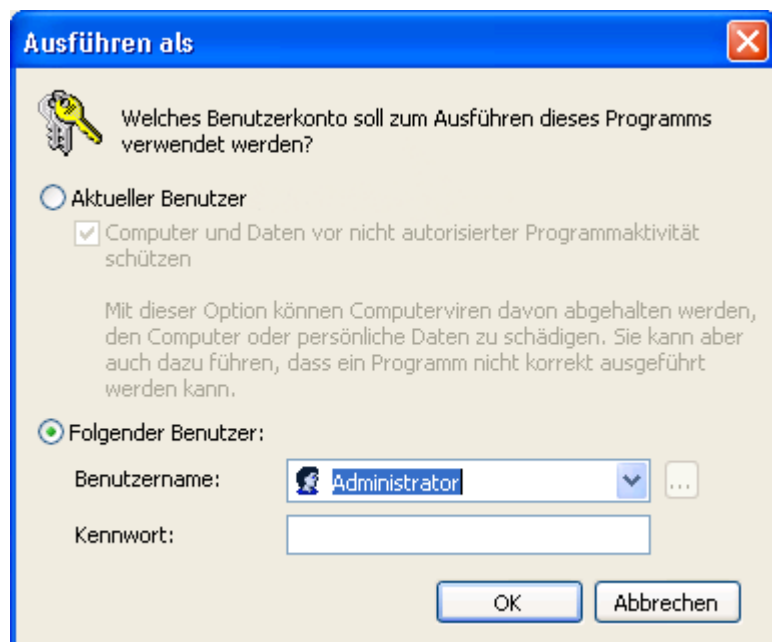 Ausführen als
Welches Benutzerkonto soll zum Ausführen dieses Programms
verwendet werden?
Aktueller Benutzer
Computer und Daten vor nicht autorisierter Programmaktivität
schützen
Mit dieser Option können Computerviren davon abgehalten werden,
den Computer oder persönliche Daten zu schädigen. Sie kann aber
auch dazu führen, dass ein Programm nicht korrekt ausgeführt
werden kann.
Folgender Benutzer:
Benutzername: Administrator ...
Kennwort:
OK Abbrechen